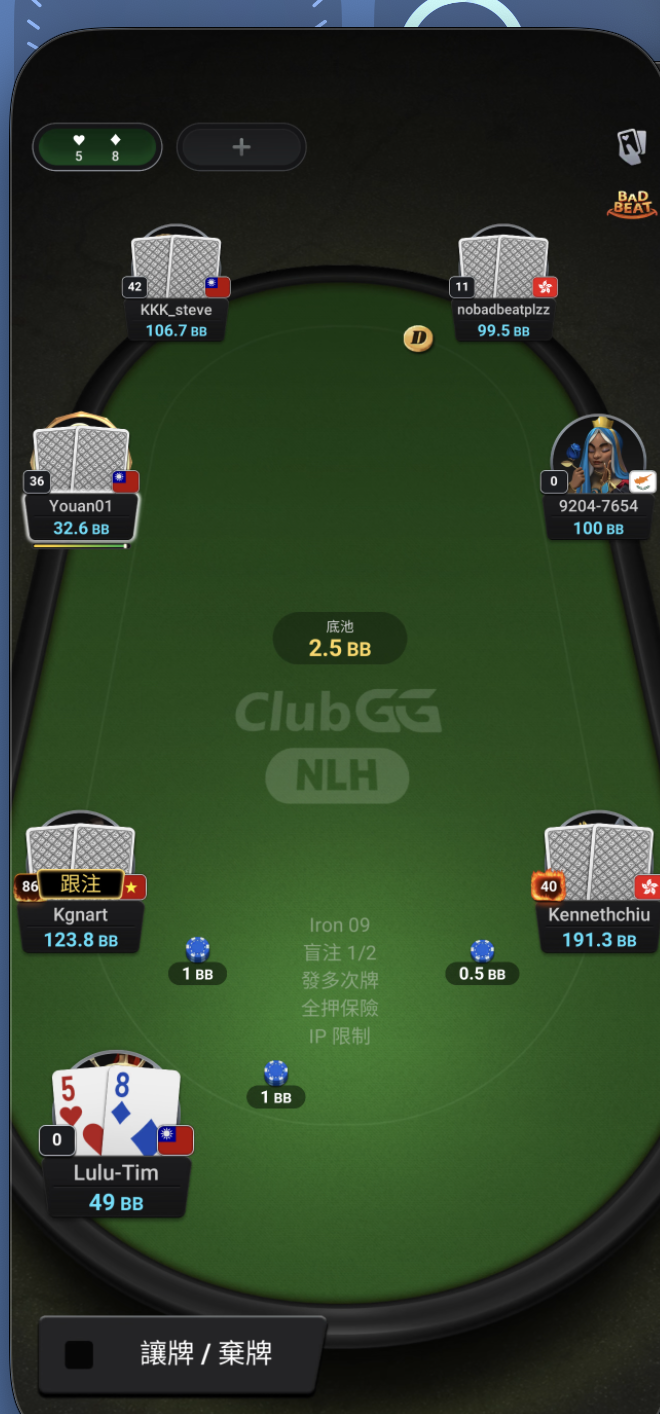 5 8
+
BAD
BEAT
42
KKK_steve
106.7 BB
11
nobadbeatplzz
99.5 BB
D
36
Youan01
32.6 BB
0
9204-7654
100 BB
底池
2.5 BB
ClubGG
NLH
86
跟注
Kgnart
123.8 BB
40
Kennethchiu
191.3 BB
1 BB
0.5 BB
Iron 09
盲注 1/2
發多次牌
全押保險
IP 限制
1 BB
5 8
0
Lulu-Tim
49 BB
讓牌 / 棄牌